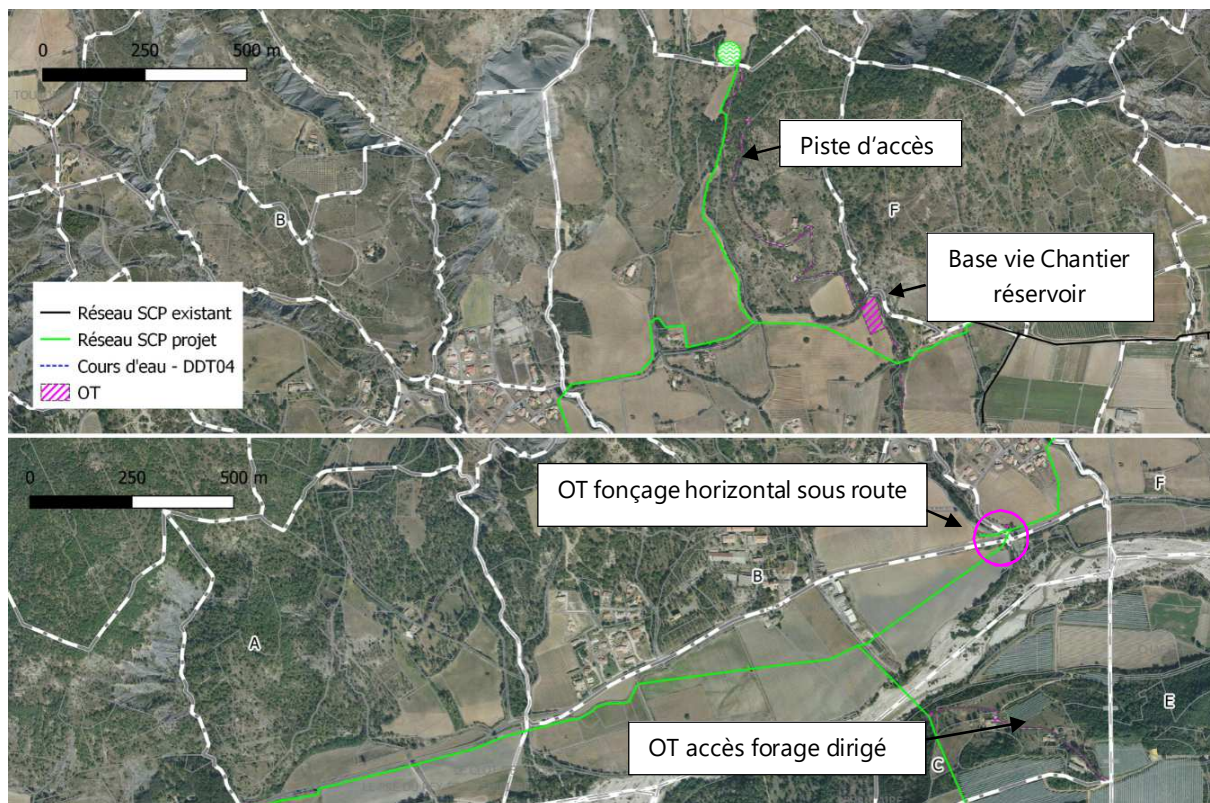 0 250 500 m
Piste d'accès
B
F
Base vie Chantier
réservoir
Réseau SCP existant
Réseau SCP projet
Cours d'eau - DDT04
OT
0 250 500 m
OT fonçage horizontal sous route
F
B
A
E
OT accès forage dirigé
C